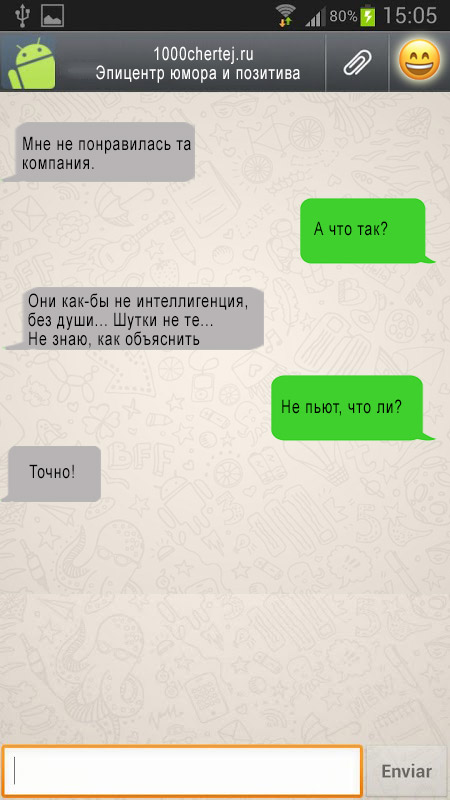 80% 15:05
1000chertej.ru
Эпицентр юмора и позитива
Мне не понравилась та
компания.
А что так?
Они как-бы не интеллигенция,
без души... Шутки не те...
Не знаю, как объяснить
Не пьют, что ли?
Точно!
Enviar